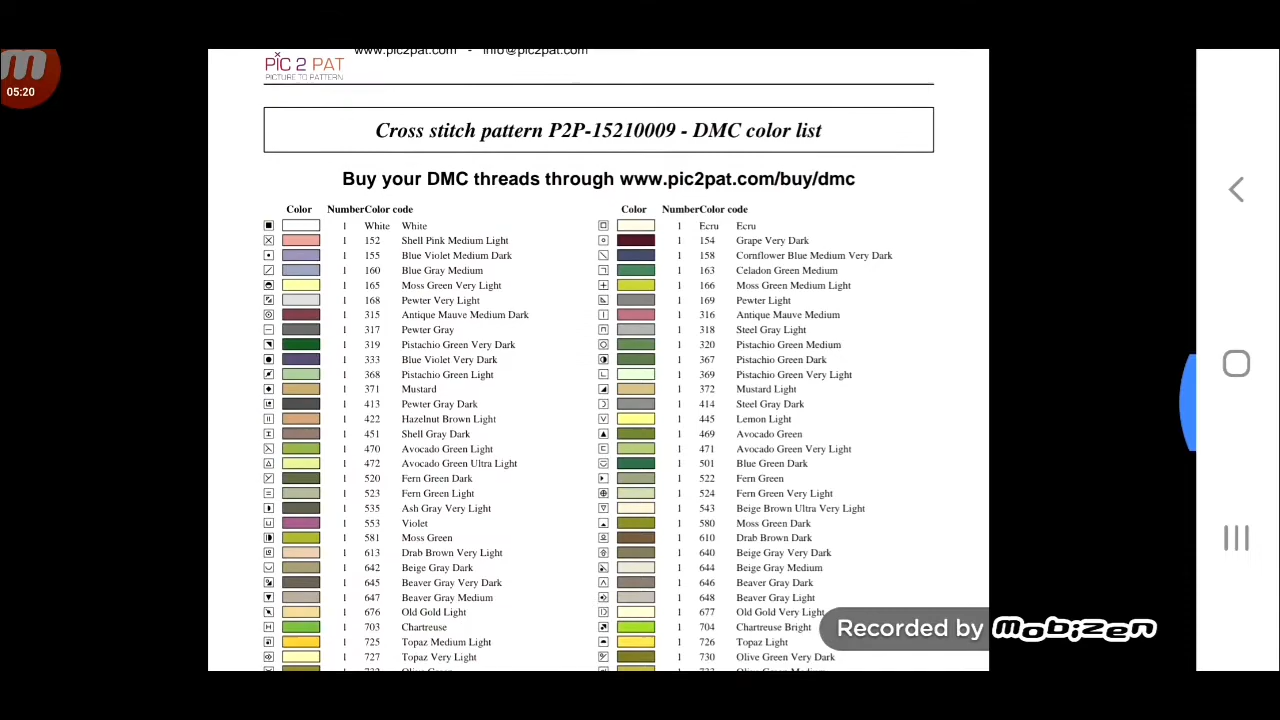 05:20
www.pic2pat.com - info@pic2pat.com
PIC 2 PAT
PICTURE TO PATTERN
Cross stitch pattern P2P-15210009 - DMC color list
Buy your DMC threads through www.pic2pat.com/buy/dmc
Color Number Color code Color Number Color code
1 White White 1 Ecru Ecru
1 152 Shell Pink Medium Light 1 154 Grape Very Dark
1 155 Blue Violet Medium Dark 1 158 Cornflower Blue Medium Very Dark
1 160 Blue Gray Medium 1 163 Celadon Green Medium
1 165 Moss Green Very Light 1 166 Moss Green Medium Light
1 168 Pewter Very Light 1 169 Pewter Light
1 315 Antique Mauve Medium Dark 1 316 Antique Mauve Medium
1 317 Pewter Gray 1 318 Steel Gray Light
1 319 Pistachio Green Very Dark 1 320 Pistachio Green Medium
1 333 Blue Violet Very Dark 1 367 Pistachio Green Dark
1 368 Pistachio Green Light 1 369 Pistachio Green Very Light
1 371 Mustard 1 372 Mustard Light
1 413 Pewter Gray Dark 1 414 Steel Gray Dark
1 422 Hazelnut Brown Light 1 445 Lemon Light
1 451 Shell Gray Dark 1 469 Avocado Green
1 470 Avocado Green Light 1 471 Avocado Green Very Light
1 472 Avocado Green Ultra Light 1 501 Blue Green Dark
1 520 Fern Green Dark 1 522 Fern Green
1 523 Fern Green Light 1 524 Fern Green Very Light
1 535 Ash Gray Very Light 1 543 Beige Brown Ultra Very Light
1 553 Violet 1 580 Moss Green Dark
1 581 Moss Green 1 610 Drab Brown Dark
1 613 Drab Brown Very Light 1 640 Beige Gray Very Dark
1 642 Beige Gray Dark 1 644 Beige Gray Medium
1 645 Beaver Gray Very Dark 1 646 Beaver Gray Dark
1 647 Beaver Gray Medium 1 648 Beaver Gray Light
1 676 Old Gold Light 1 677 Old Gold Very Light
1 703 Chartreuse 1 704 Chartreuse Bright
1 725 Topaz Medium Light 1 726 Topaz Light
1 727 Topaz Very Light 1 730 Olive Green Very Dark
Recorded by mobizen